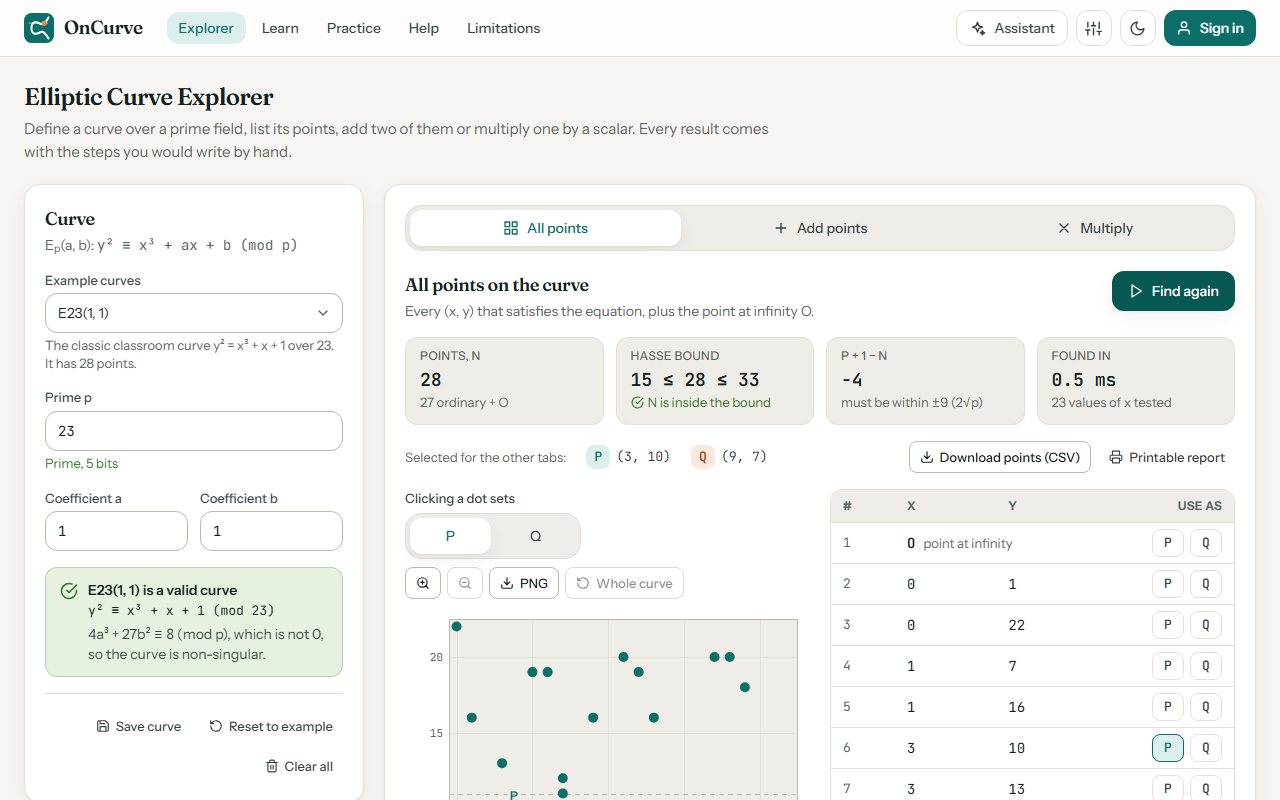 OnCurve
Explorer
Learn
Practice
Help
Limitations
Assistant
Sign in
Elliptic Curve Explorer
Define a curve over a prime field, list its points, add two of them or multiply one by a scalar. Every result comes
with the steps you would write by hand.
Curve
Eₚ(a, b): y² ≡ x³ + ax + b (mod p)
Example curves
E23(1, 1)
The classic classroom curve y² = x³ + x + 1 over 23.
It has 28 points.
Prime p
23
Prime, 5 bits
Coefficient a
Coefficient b
1
1
E23(1, 1) is a valid curve
y² ≡ x³ + x + 1 (mod 23)
4a³ + 27b² ≡ 8 (mod p), which is not 0,
so the curve is non-singular.
Save curve
Reset to example
Clear all
All points
Add points
Multiply
All points on the curve
Every (x, y) that satisfies the equation, plus the point at infinity O.
Find again
POINTS, N
28
27 ordinary + O
HASSE BOUND
15 ≤ 28 ≤ 33
N is inside the bound
P + 1 − N
-4
must be within ±9 (2√p)
FOUND IN
0.5 ms
23 values of x tested
Selected for the other tabs:
P (3, 10)
Q (9, 7)
Download points (CSV)
Printable report
Clicking a dot sets
P
Q
PNG
Whole curve
20
15
P
# X Y USE AS
1 O point at infinity P Q
2 0 1 P Q
3 0 22 P Q
4 1 7 P Q
5 1 16 P Q
6 3 10 P Q
7 3 13 P Q